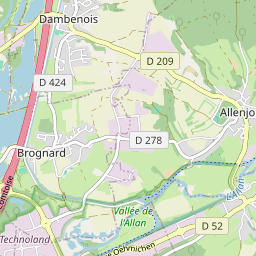 Dambenois
D 209
D 424
Allenjo
D 278
Brognard
l'Allan
Vallée de
l'Allan
D 52
Technoland